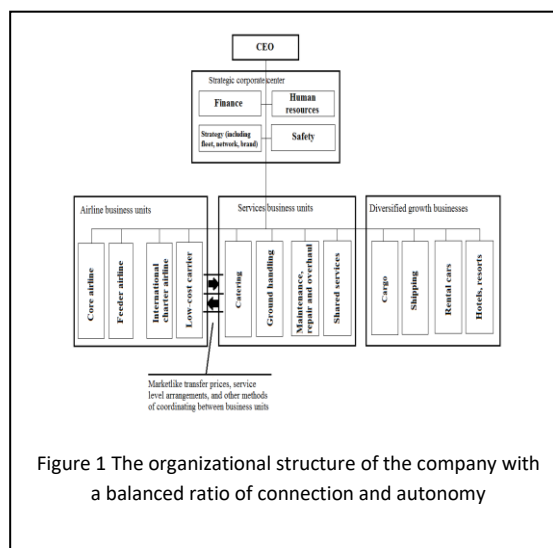 CEO
Strategic corporate center
Finance
Human
resources
Strategy (including
fleet, network, brand)
Safety
Airline business units
Core airline
Feeder airline
International
charter airline
Low-cost carrier
Services business units
Catering
Ground handling
Maintenance,
repair and overhaul
Shared services
Diversified growth businesses
Cargo
Shipping
Rental cars
Hotels, resorts
Marketlike transfer prices, service
level arrangements, and other methods
of coordinating between business units
Figure 1 The organizational structure of the company with
a balanced ratio of connection and autonomy